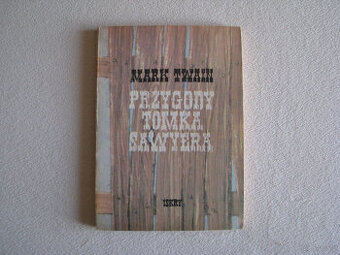 MARK TWAIN
PRZYGODY
TOMKA
SAWYERA
ISKRY